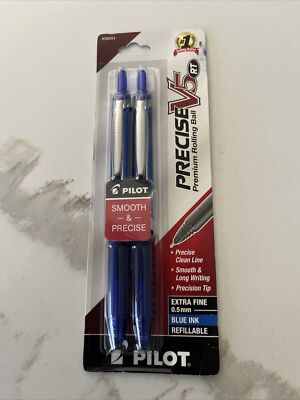 #1
PRECISE V5 RT
Premium Rolling Ball
PILOT
SMOOTH
- & -
PRECISE
• Precise
Clean Line
• Smooth &
Long Writing
• Precision Tip
EXTRA FINE
0.5mm
BLUE INK
REFILLABLE
PILOT